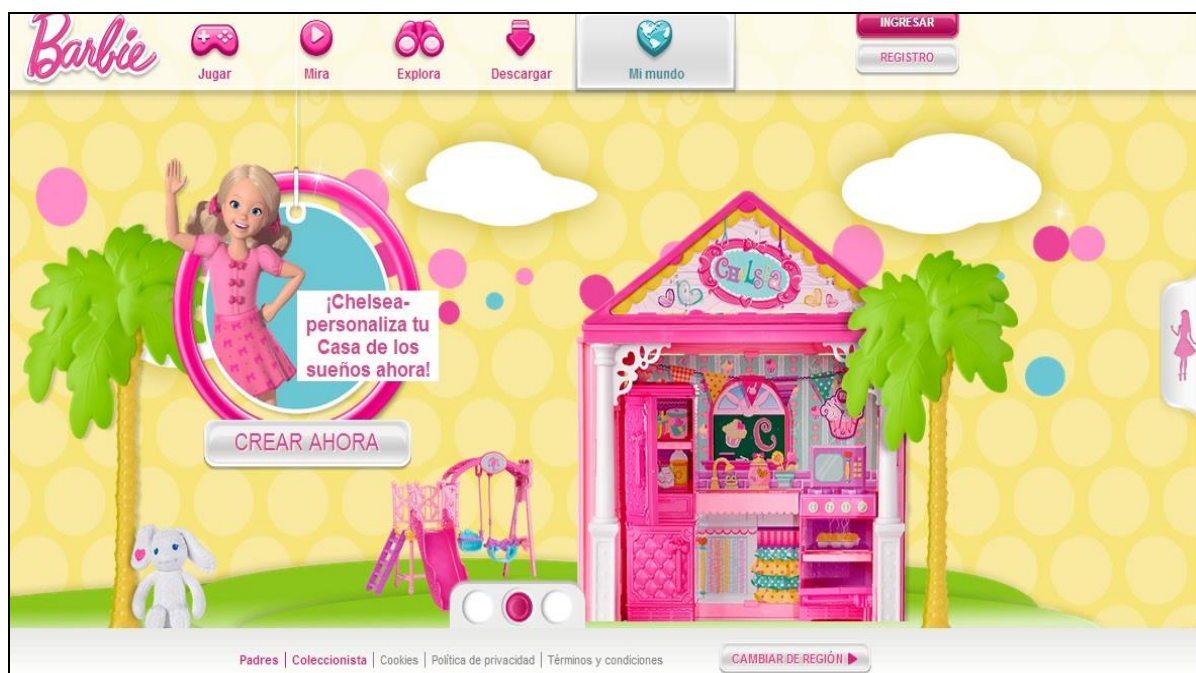 Barbie
Jugar
Mira
Explora
Descargar
Mi mundo
INGRESAR
REGISTRO
CHELSEA
¡Chelsea-
personaliza tu
Casa de los
sueños ahora!
CREAR AHORA
C
Padres | Coleccionista | Cookies | Política de privacidad | Términos y condiciones
CAMBIAR DE REGIÓN